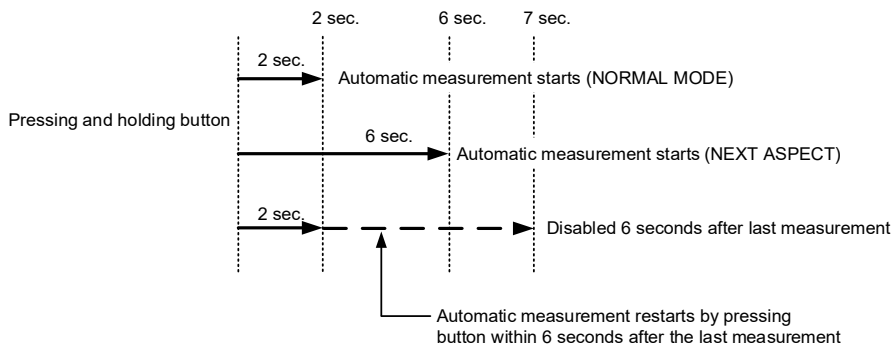 2 sec. 6 sec. 7 sec.
2 sec.
Automatic measurement starts (NORMAL MODE)
Pressing and holding button
6 sec.
Automatic measurement starts (NEXT ASPECT)
2 sec.
Disabled 6 seconds after last measurement
Automatic measurement restarts by pressing
button within 6 seconds after the last measurement